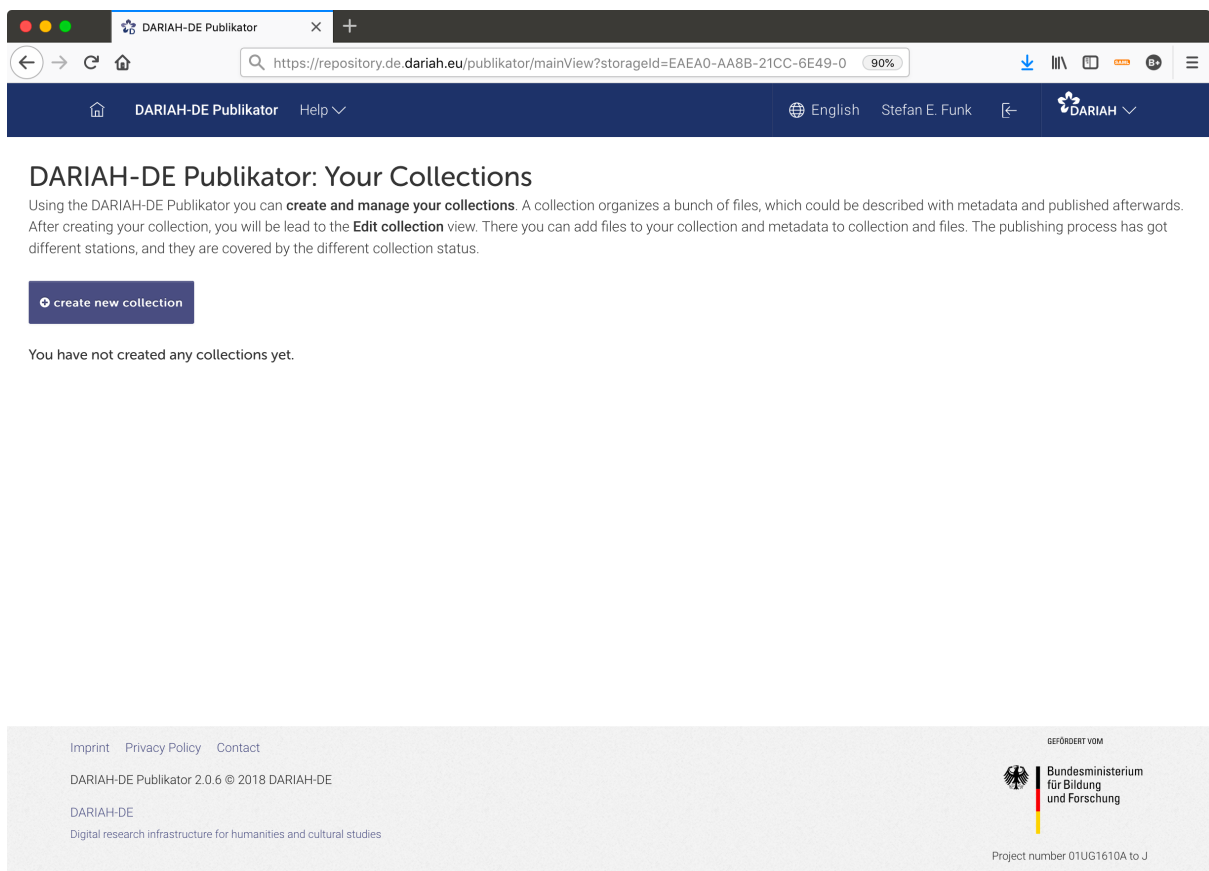 DARIAH-DE Publikator
https://repository.de.dariah.eu/publikator/mainView?storageId=EAEA0-AA8B-21CC-6E49-0 90%
DARIAH-DE Publikator Help English Stefan E. Funk DARIAH
DARIAH-DE Publikator: Your Collections
Using the DARIAH-DE Publikator you can create and manage your collections. A collection organizes a bunch of files, which could be described with metadata and published afterwards.
After creating your collection, you will be lead to the Edit collection view. There you can add files to your collection and metadata to collection and files. The publishing process has got
different stations, and they are covered by the different collection status.
create new collection
You have not created any collections yet.
Imprint Privacy Policy Contact
DARIAH-DE Publikator 2.0.6 © 2018 DARIAH-DE
DARIAH-DE
Digital research infrastructure for humanities and cultural studies
GEFÖRDERT VOM
Bundesministerium
für Bildung
und Forschung
Project number 01UG1610A to J